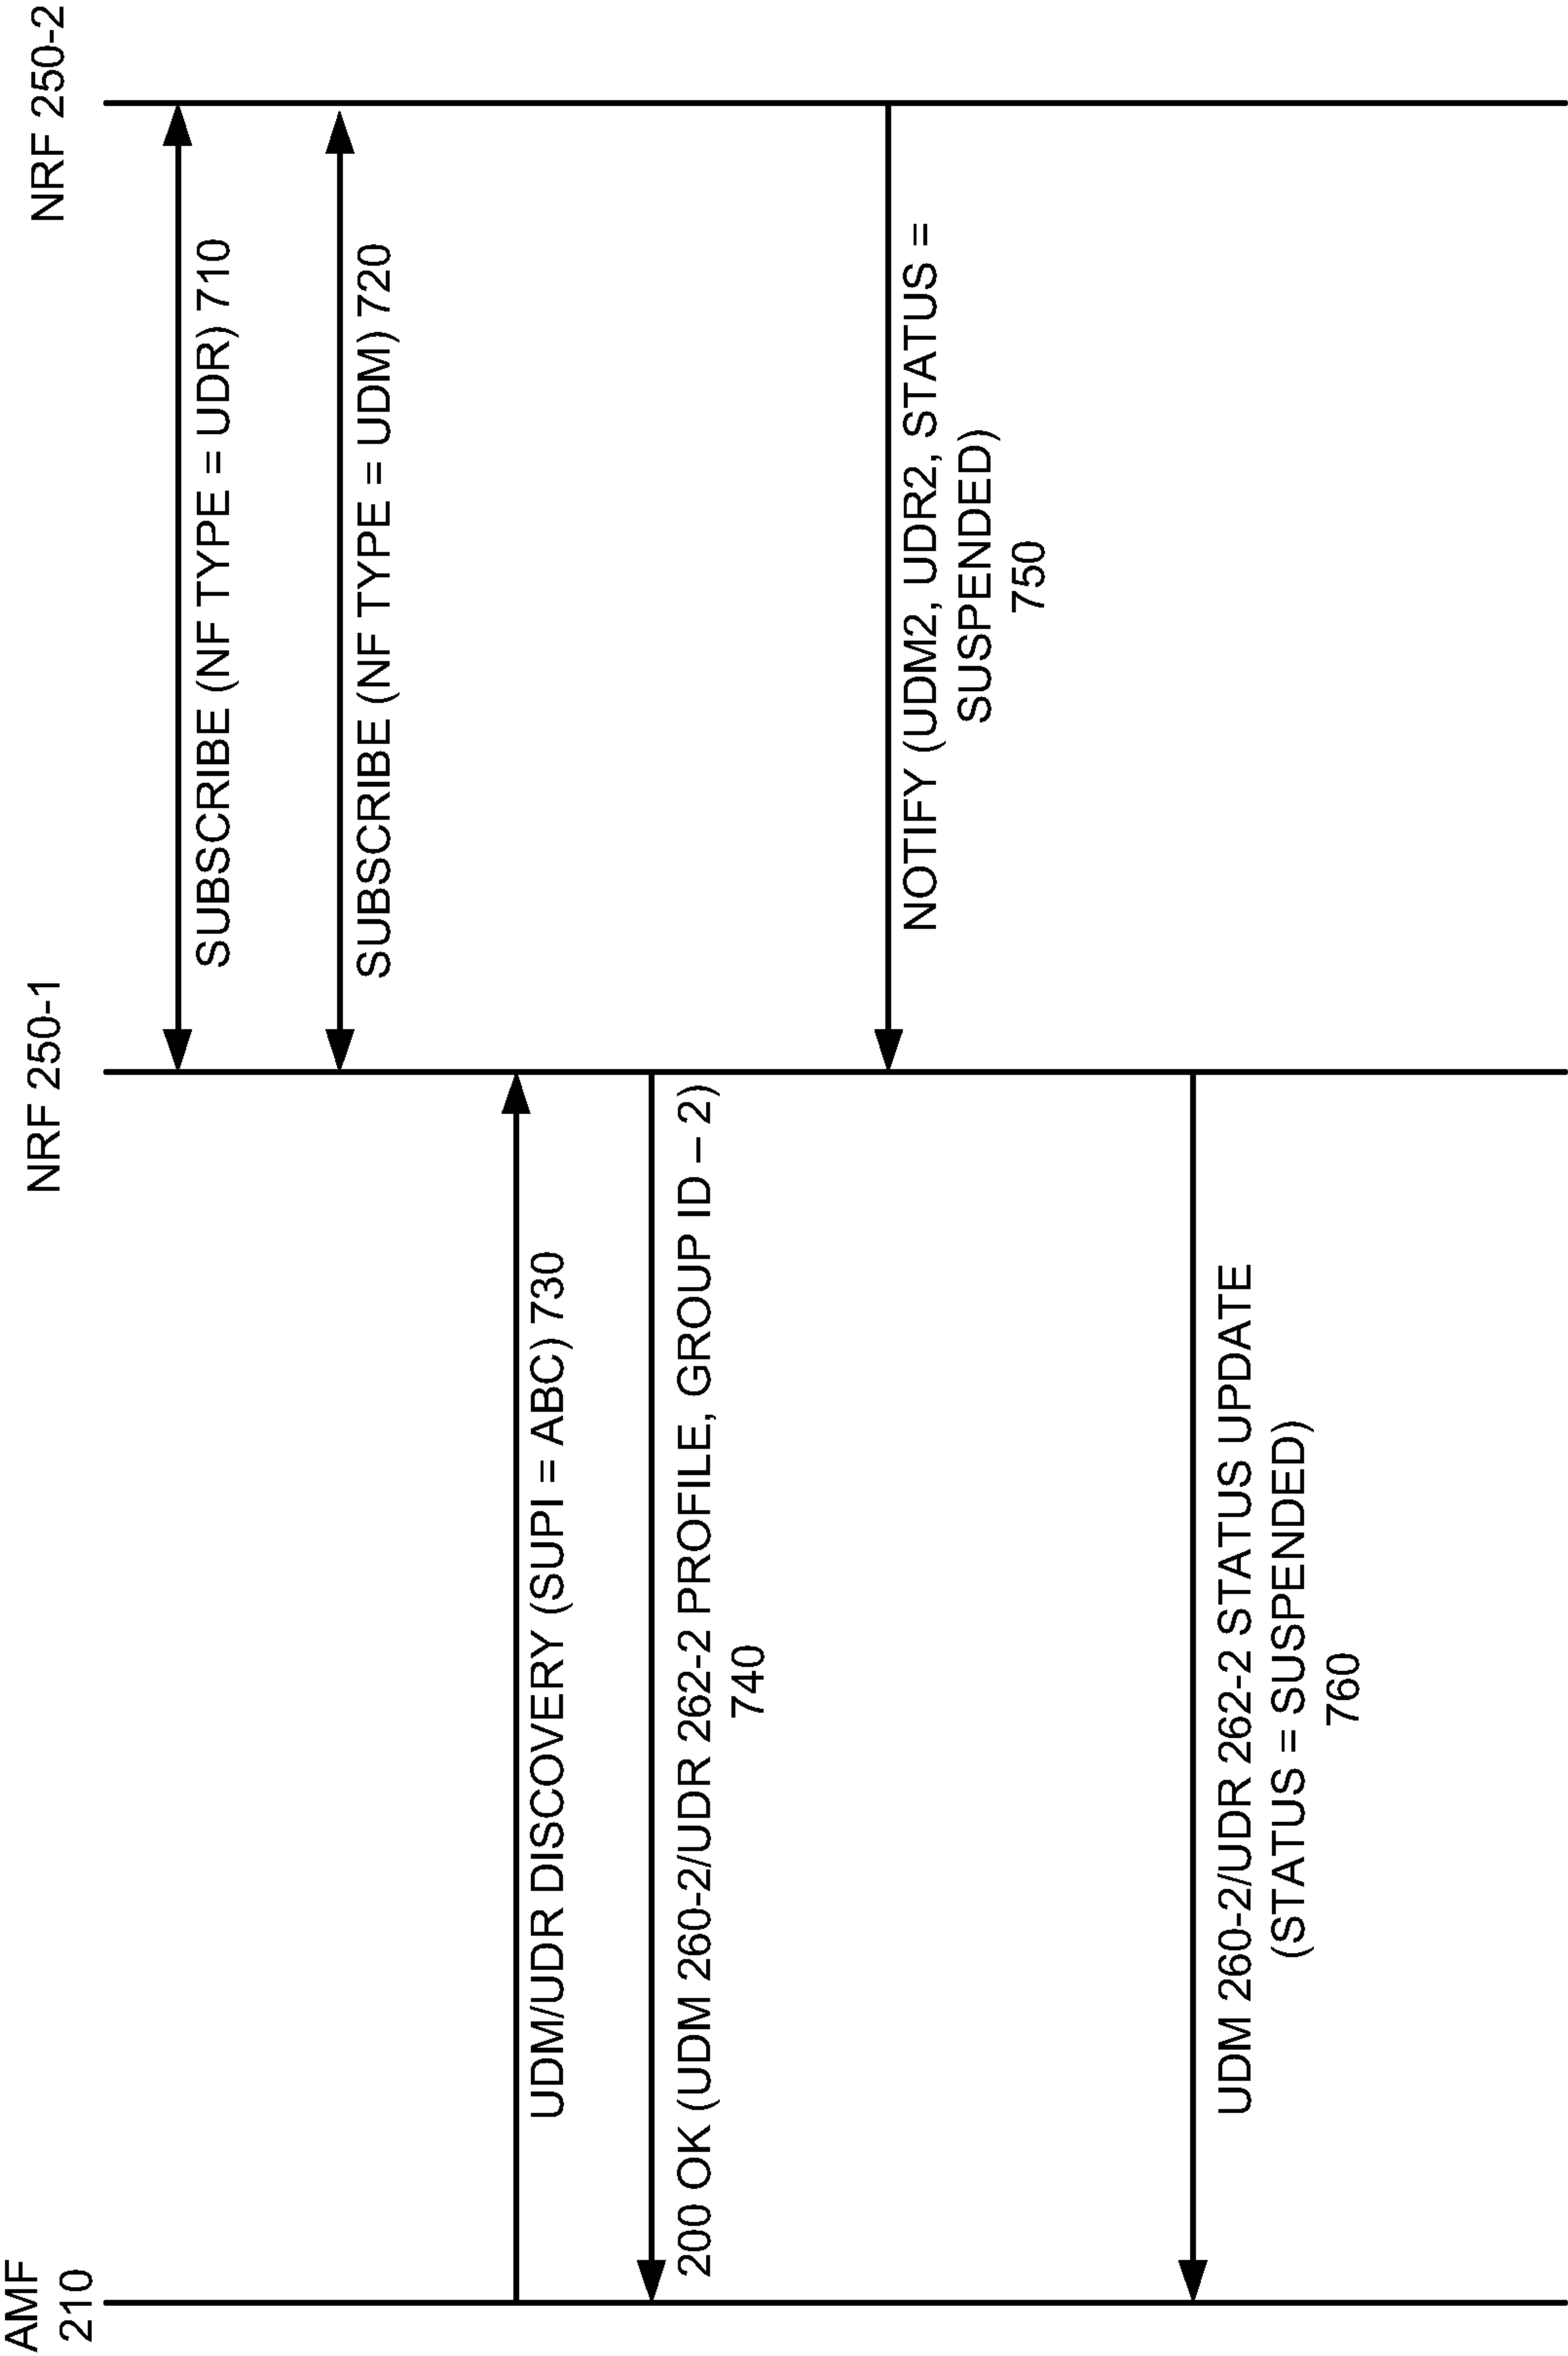 AMF
210
NRF 250-1
NRF 250-2
SUBSCRIBE (NF TYPE = UDR) 710
SUBSCRIBE (NF TYPE = UDM) 720
UDM/UDR DISCOVERY (SUPI = ABC) 730
200 OK (UDM 260-2/UDR 262-2 PROFILE, GROUP ID – 2)
740
NOTIFY (UDM2, UDR2, STATUS =
SUSPENDED)
750
UDM 260-2/UDR 262-2 STATUS UPDATE
(STATUS = SUSPENDED)
760